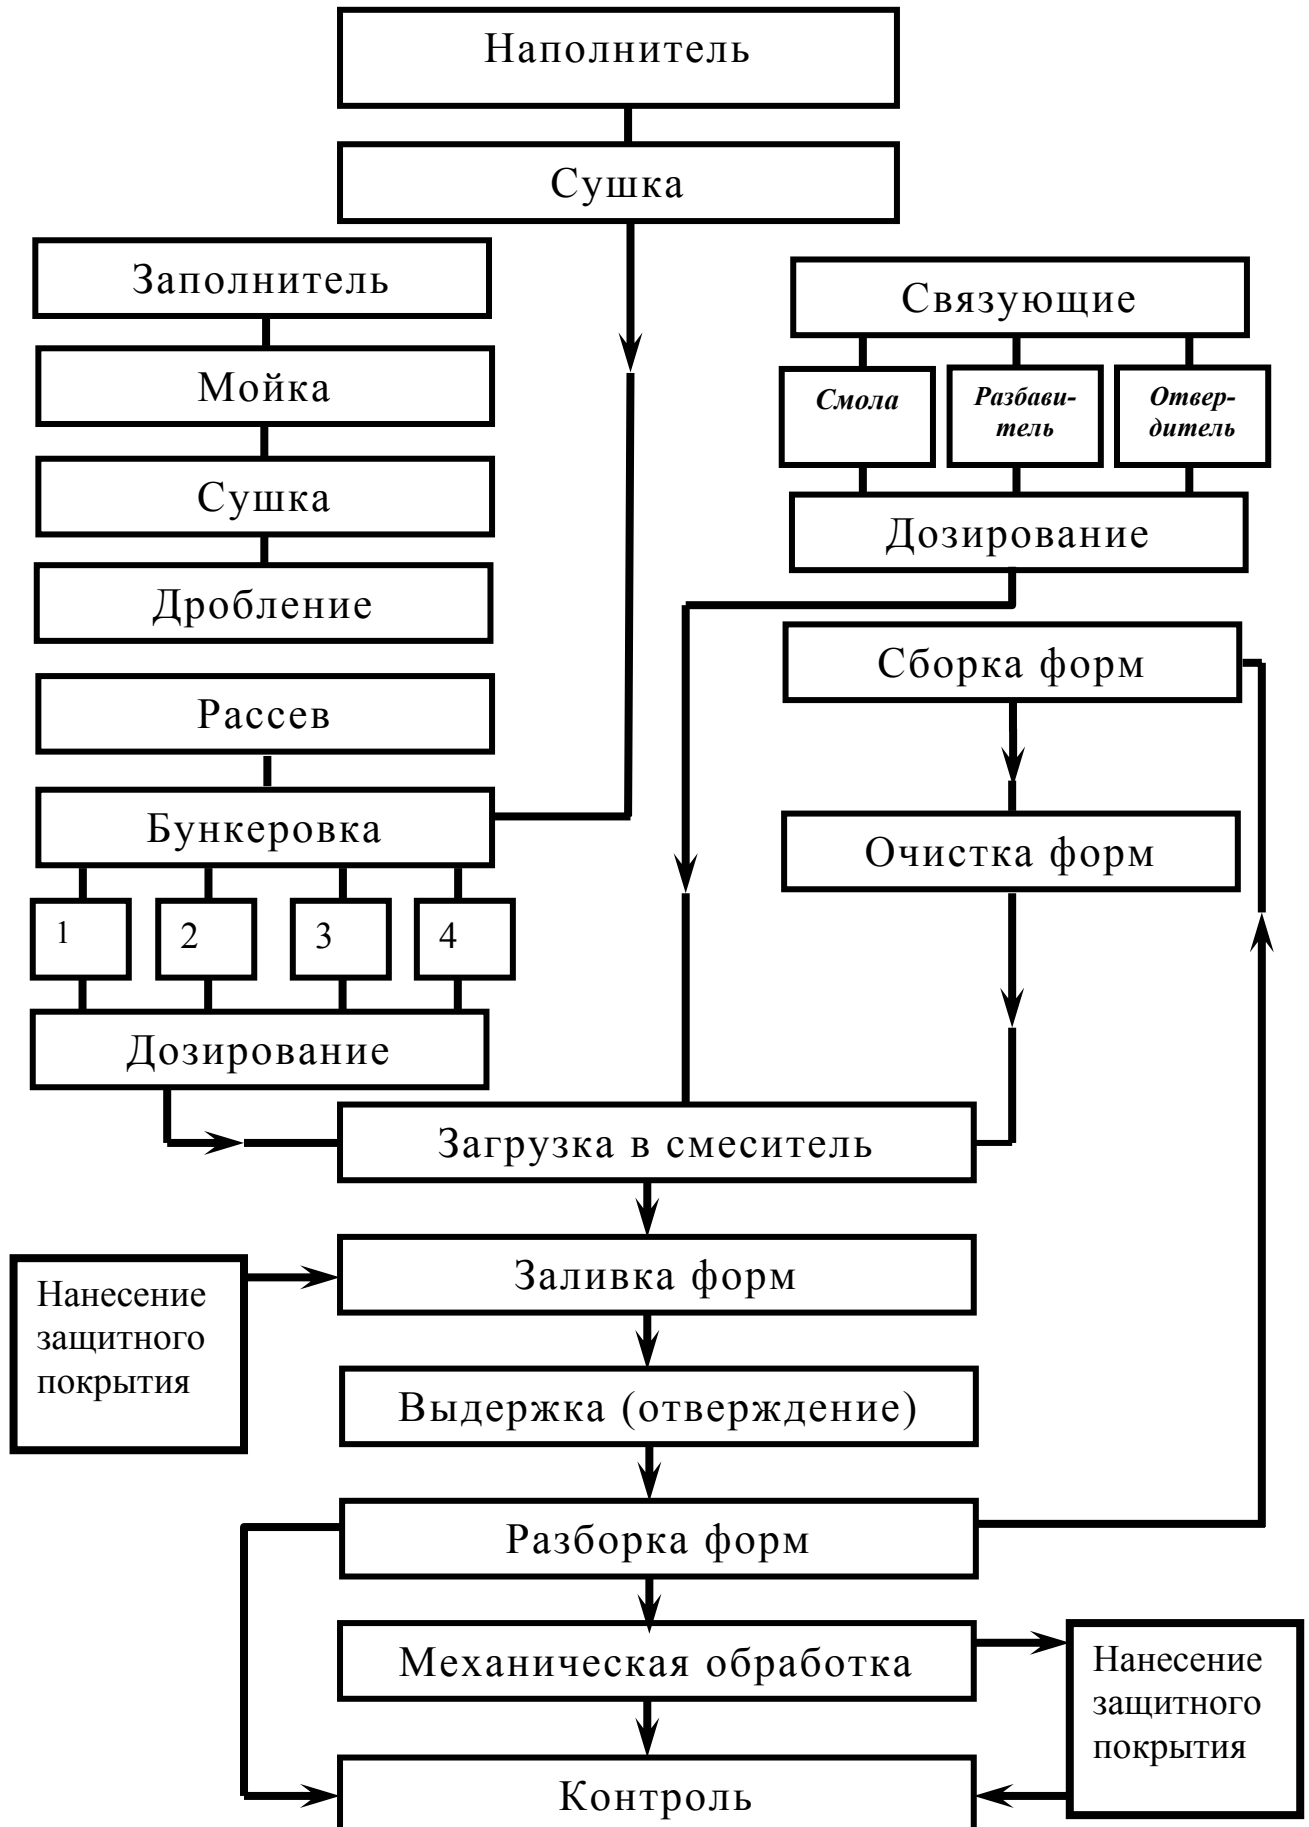 Наполнитель
Сушка
Заполнитель
Мойка
Сушка
Дробление
Рассев
Бункеровка
1
2
3
4
Дозирование
Связующие
Смола
Разбави-
тель
Отвер-
дитель
Дозирование
Сборка форм
Очистка форм
Загрузка в смеситель
Нанесение
защитного
покрытия
Заливка форм
Выдержка (отверждение)
Разборка форм
Механическая обработка
Нанесение
защитного
покрытия
Контроль